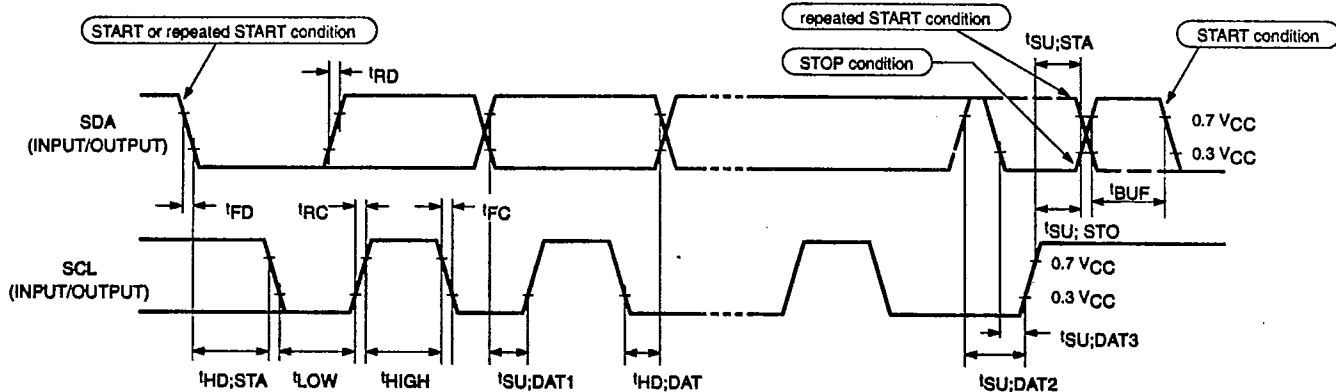 START or repeated START condition
repeated START condition
START condition
tSU;STA
STOP condition
tRD
SDA
(INPUT/OUTPUT)
0.7 VCC
0.3 VCC
tFD
tRC
tFC
tBUF
tSU; STO
SCL
(INPUT/OUTPUT)
0.7 VCC
0.3 VCC
tSU;DAT3
tHD;STA
tLOW
tHIGH
tSU;DAT1
tHD;DAT
tSU;DAT2